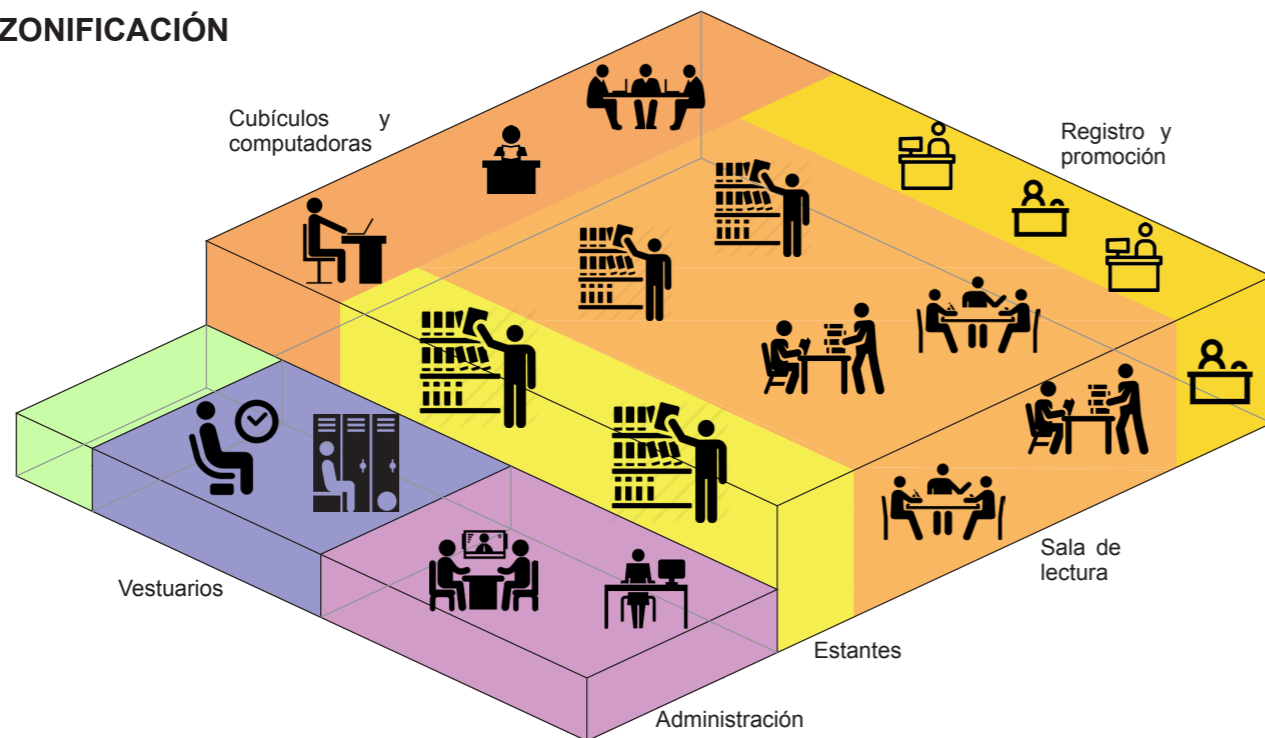 ZONIFICACIÓN
Cubículos y
computadoras
Registro y
promoción
Vestuarios
Sala de
lectura
Estantes
Administración